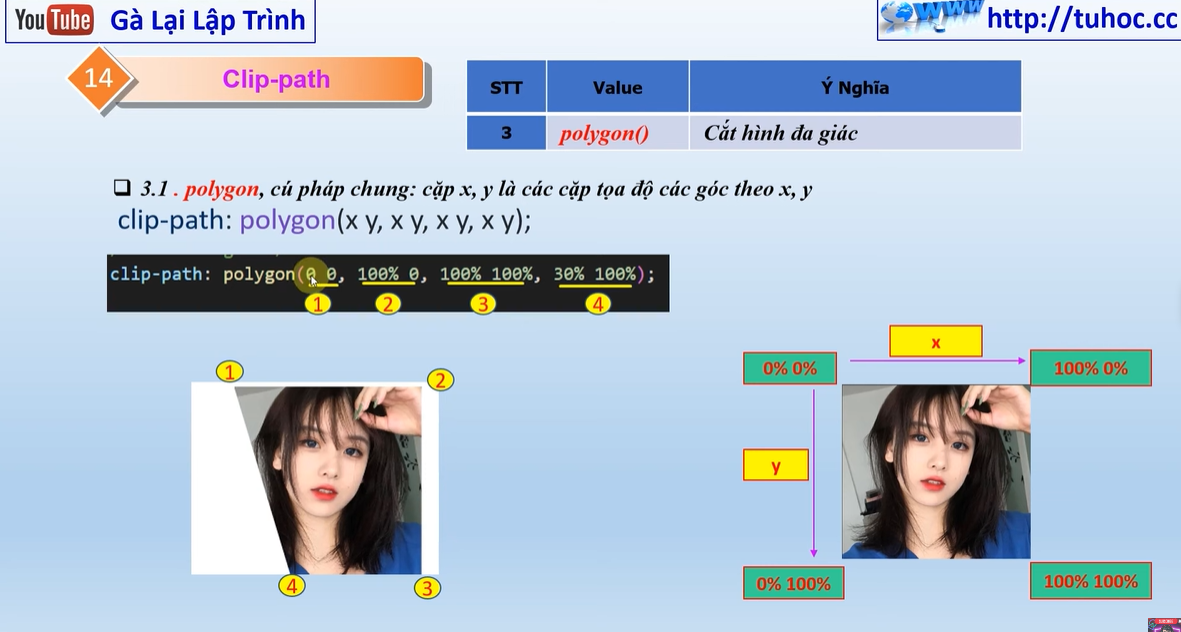 YouTube Gà Lại Lập Trình
www http://tuhoc.cc
14 Clip-path
STT Value Ý Nghĩa
3 polygon() Cắt hình đa giác
3.1 . polygon, cú pháp chung: cặp x, y là các cặp tọa độ các góc theo x, y
clip-path: polygon(x y, x y, x y, x y);
clip-path: polygon(0 0, 100% 0, 100% 100%, 30% 100%);
1 2 3 4
x
0% 0% 100% 0%
1 2
y
4 3
0% 100% 100% 100%